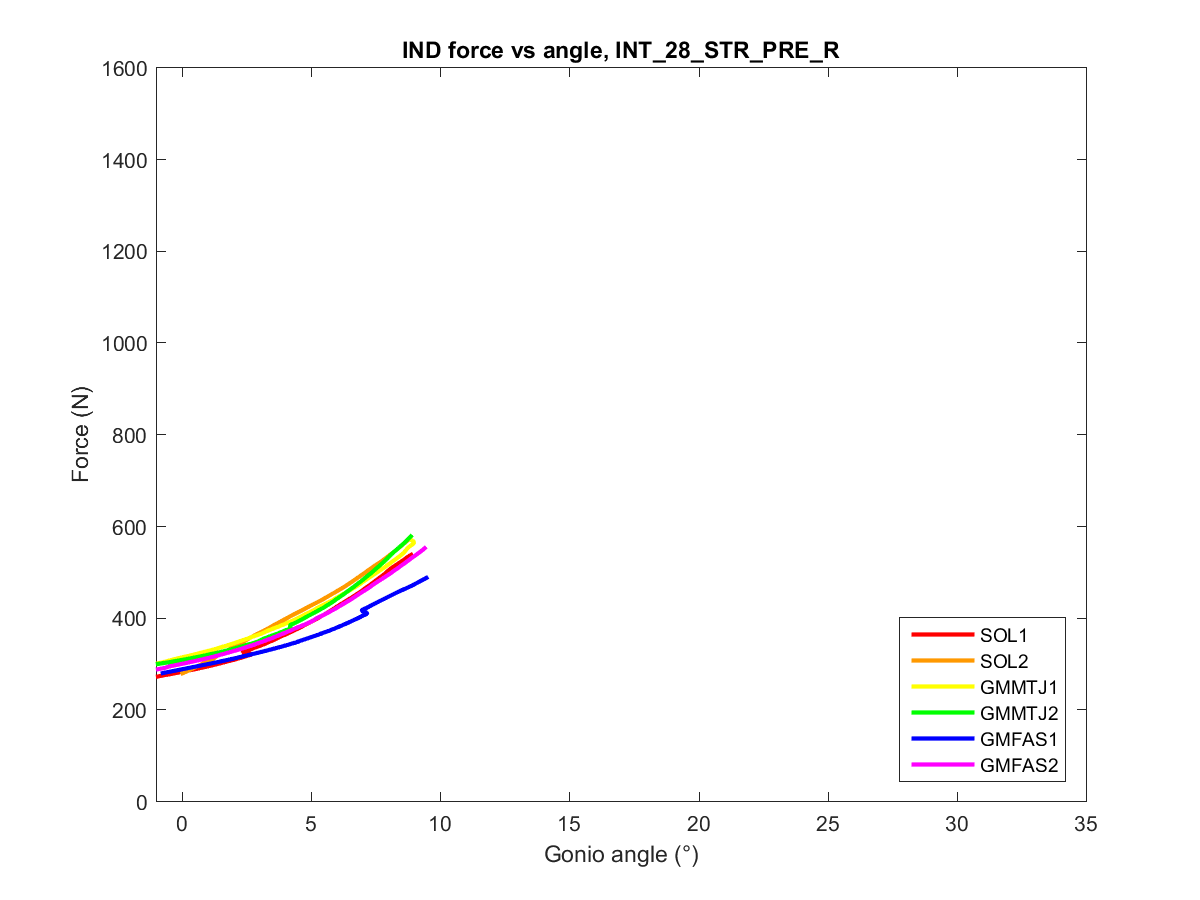 IND force vs angle, INT_28_STR_PRE_R
1600
1400
1200
1000
800
600
400
200
0
Force (N)
0 5 10 15 20 25 30 35
Gonio angle (°)
SOL1
SOL2
GMMTJ1
GMMTJ2
GMFAS1
GMFAS2